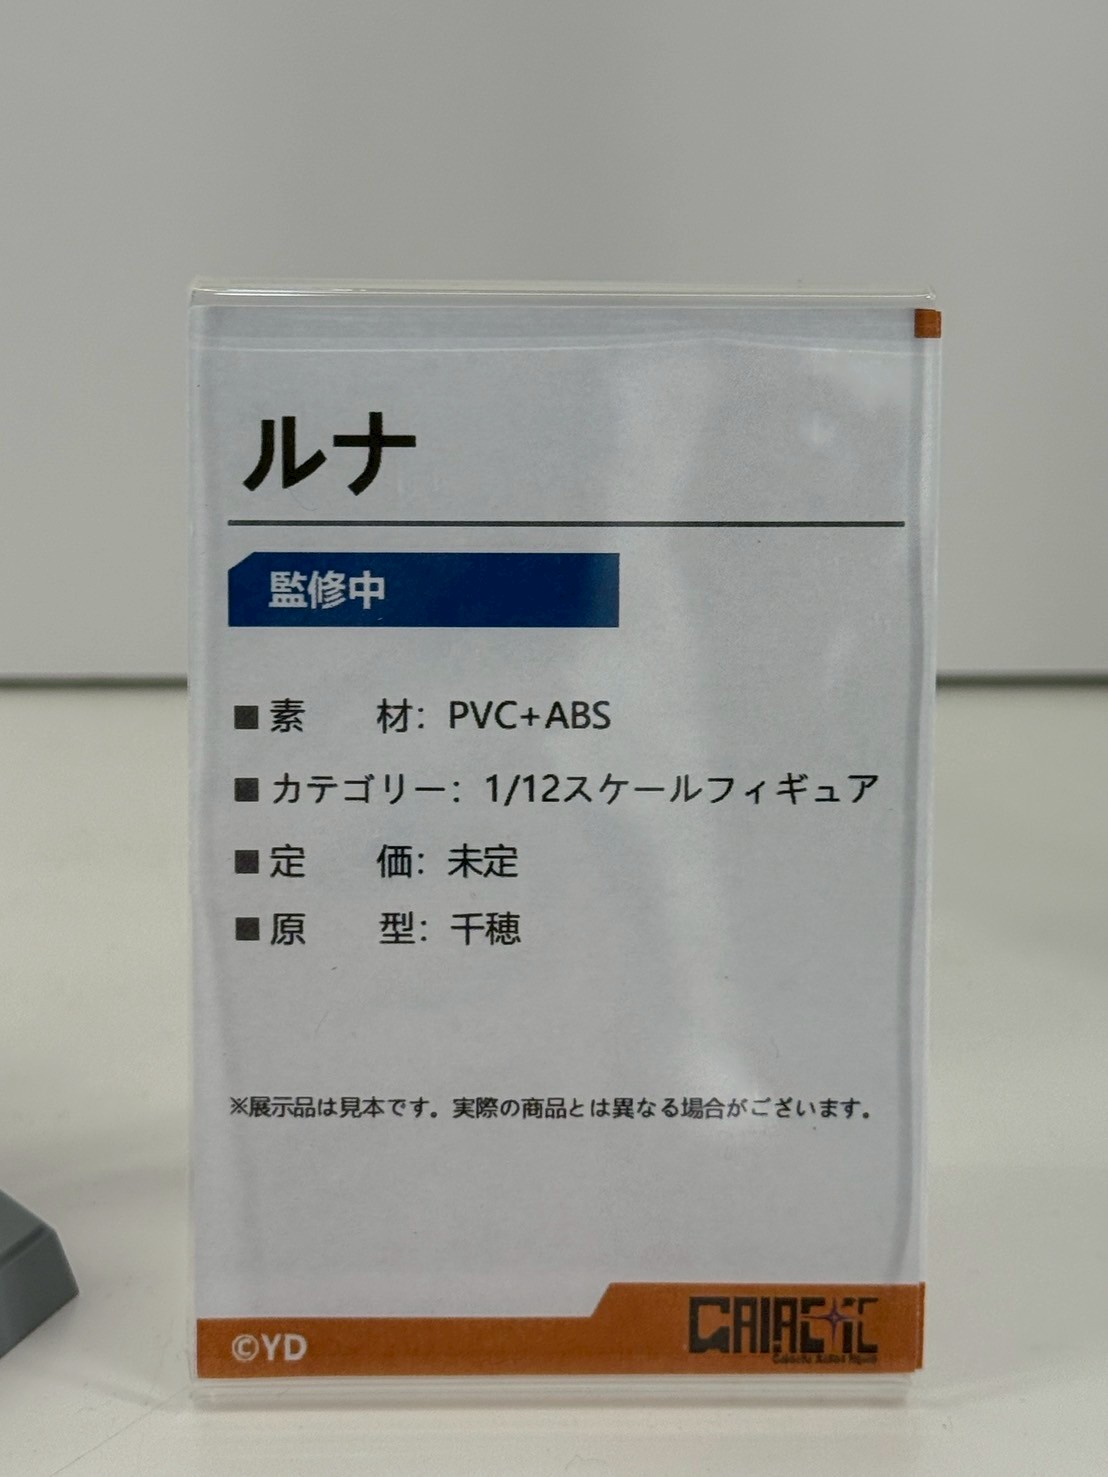 ルナ
監修中
■素　　材：PVC+ABS
■カテゴリー：1/12スケールフィギュア
■定　　価：未定
■原　　型：千穂
※展示品は見本です。実際の商品とは異なる場合がございます。
©YD
GALACTIC